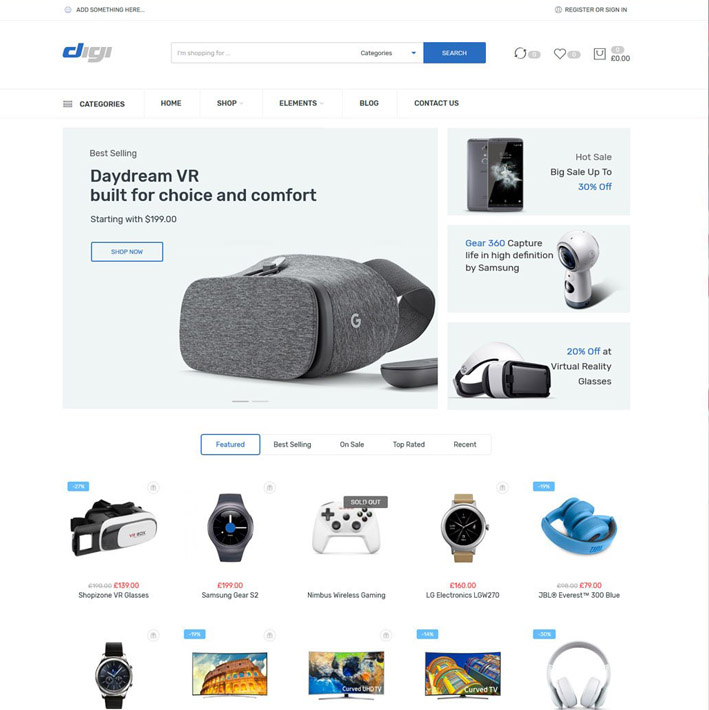 ADD SOMETHING HERE...
REGISTER OR SIGN IN
digi
I'm shopping for ...
Categories
SEARCH
0
0
0
£0.00
CATEGORIES
HOME
SHOP
ELEMENTS
BLOG
CONTACT US
Best Selling
Daydream VR
built for choice and comfort
Starting with $199.00
SHOP NOW
G
Hot Sale
Big Sale Up To
30% Off
Gear 360 Capture
life in high definition
by Samsung
20% Off at
Virtual Reality
Glasses
Featured
Best Selling
On Sale
Top Rated
Recent
-27%
SOLD OUT
-19%
VR BOX
JBL
£190.00 £139.00
£199.00
£160.00
£98.00 £79.00
Shopizone VR Glasses
Samsung Gear S2
Nimbus Wireless Gaming
LG Electronics LGW270
JBL® Everest™ 300 Blue
-19%
-14%
-30%
Curved UHD TV
Curved TV